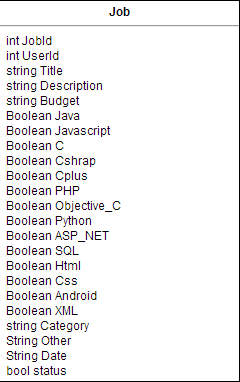 Job
int JobId
int UserId
string Title
string Description
string Budget
Boolean Java
Boolean Javascript
Boolean C
Boolean Cshrap
Boolean Cplus
Boolean PHP
Boolean Objective_C
Boolean Python
Boolean ASP_NET
Boolean SQL
Boolean Html
Boolean Css
Boolean Android
Boolean XML
string Category
String Other
String Date
bool status